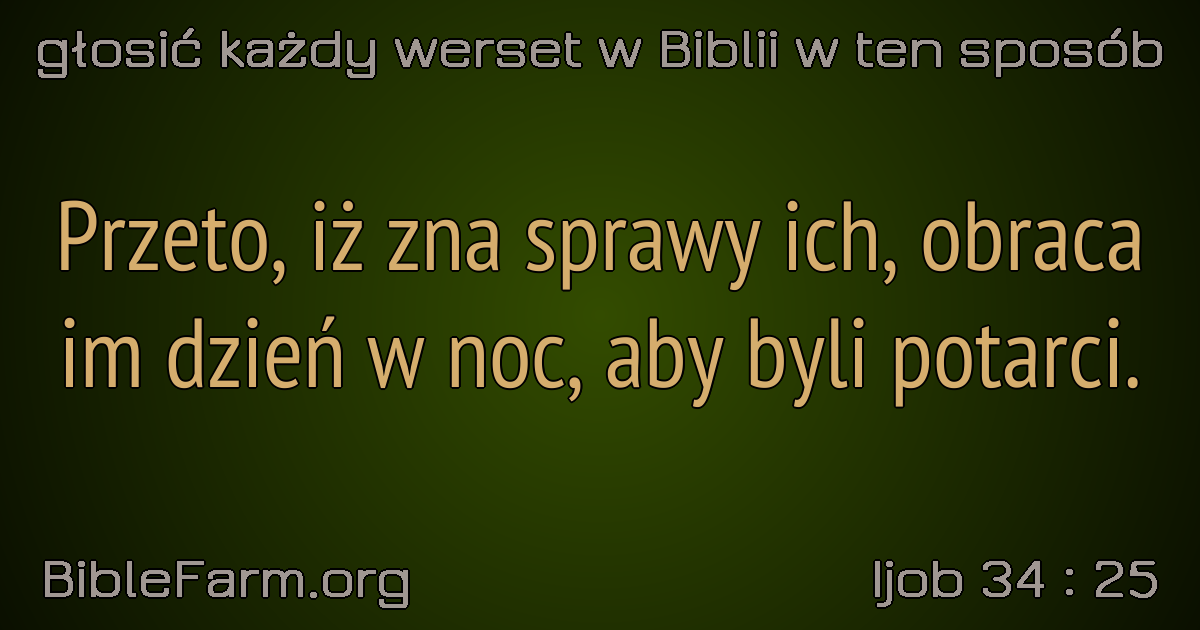 głosić każdy werset w Biblii w ten sposób
Przeto, iż zna sprawy ich, obraca
im dzień w noc, aby byli potarci.
BibleFarm.org
Ijob 34 : 25